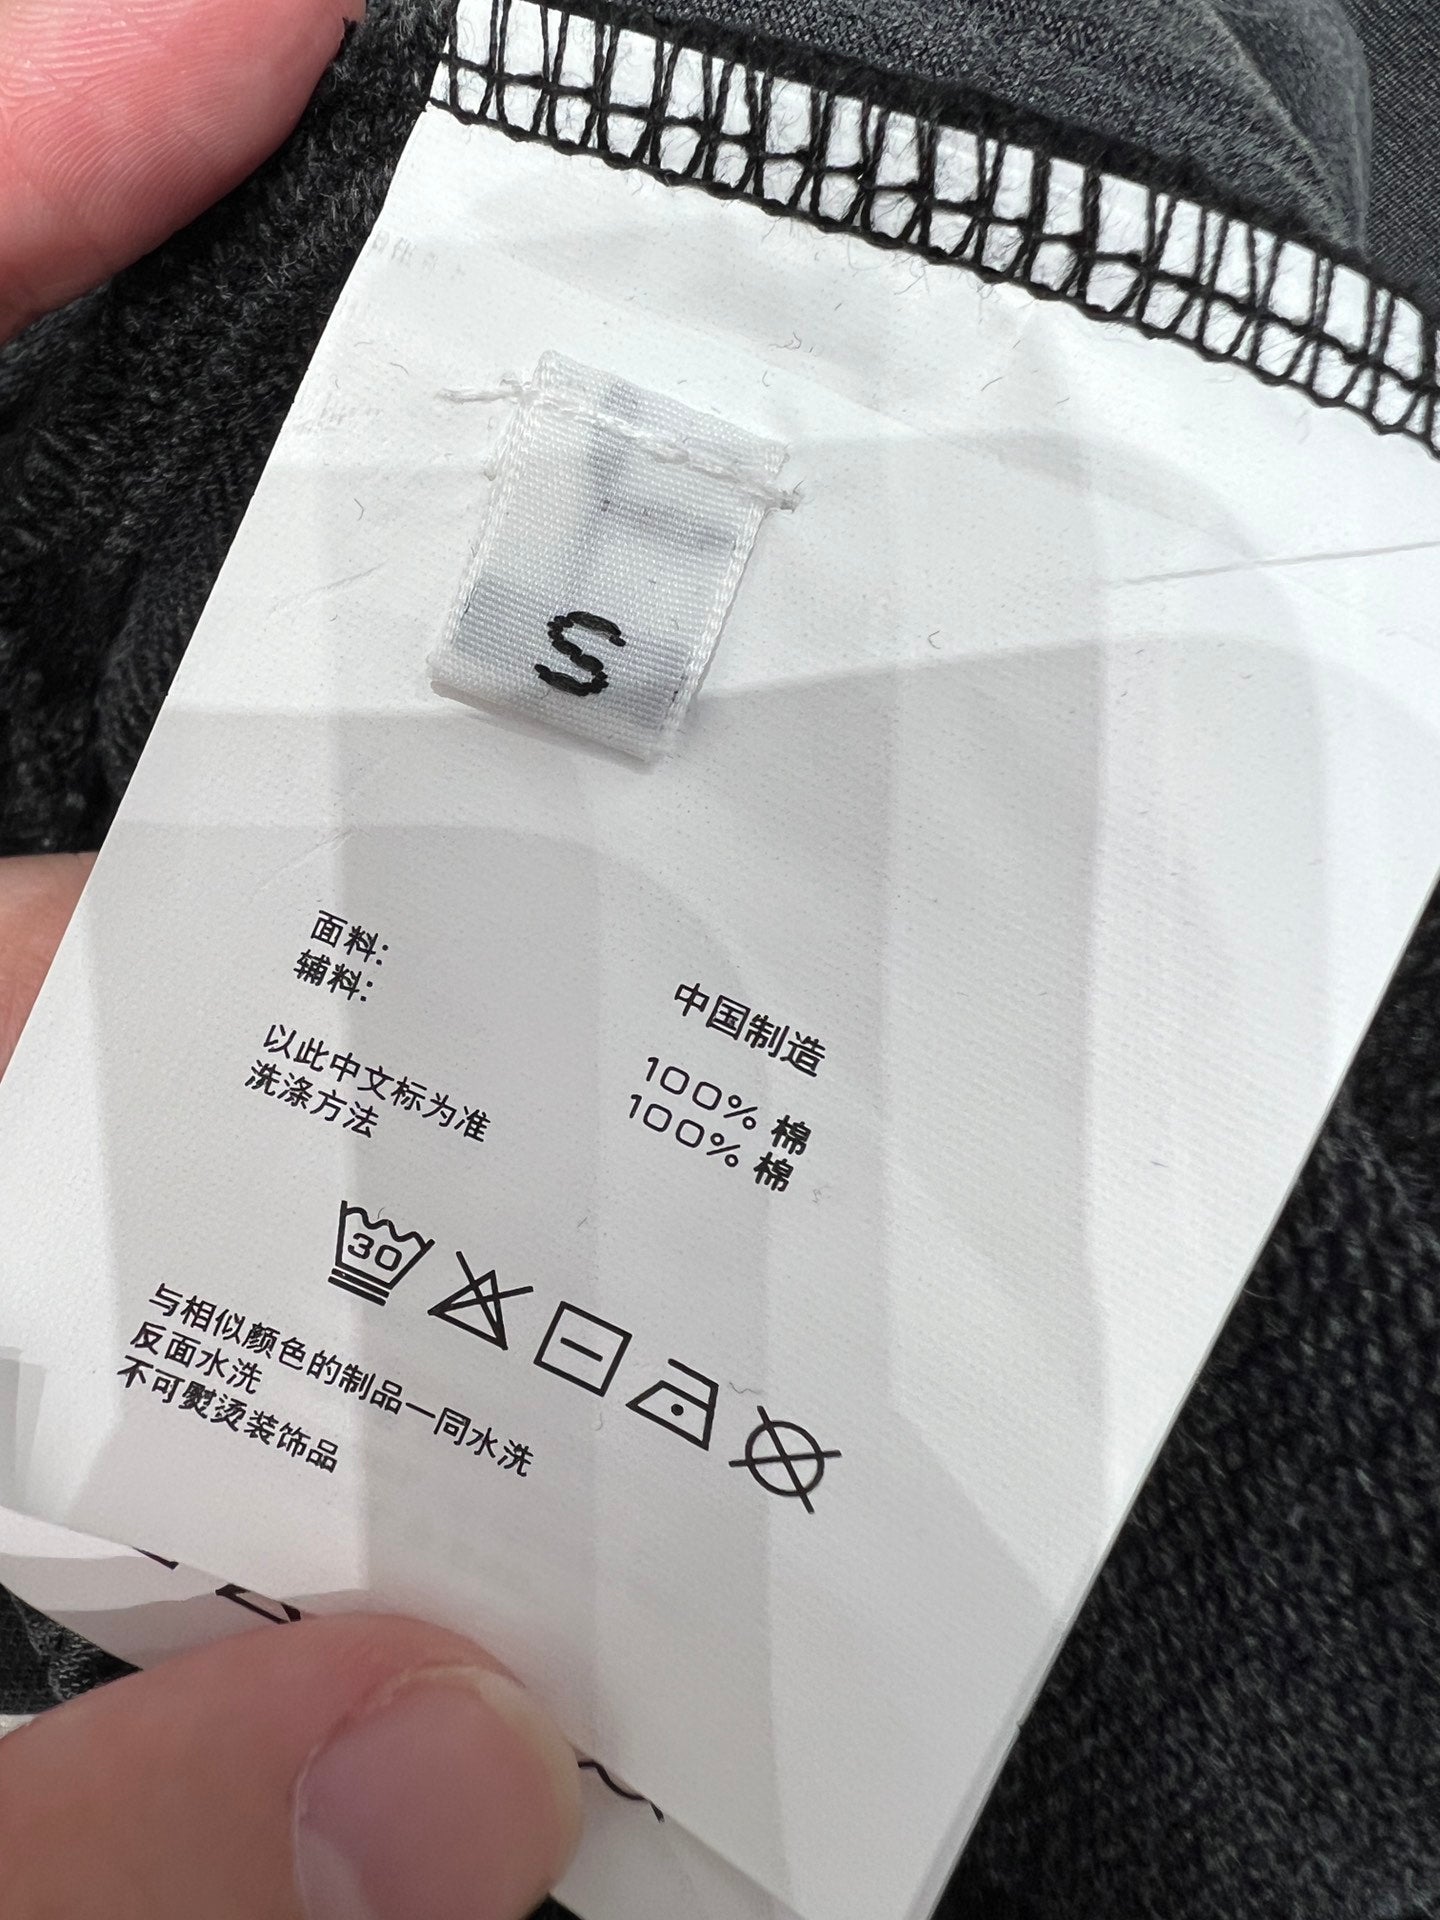 S
中国制造
面料: 100% 棉
辅料: 100% 棉
以此中文标为准
洗涤方法
30
与相似颜色的制品一同水洗
反面水洗
不可熨烫装饰品